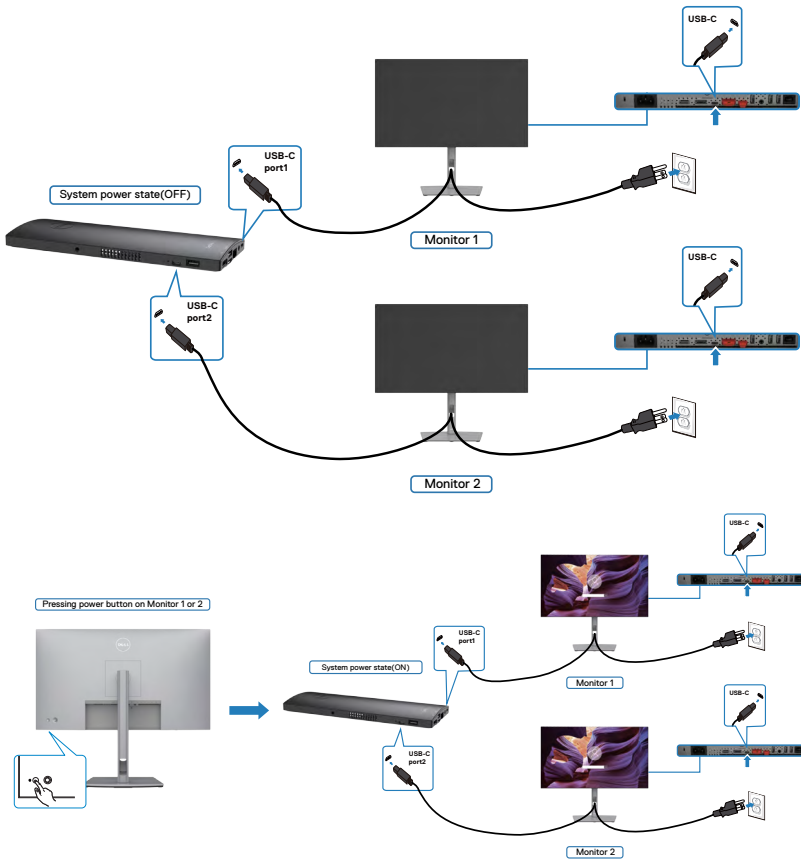 USB-C
USB-C
port1
System power state(OFF)
Monitor 1
USB-C
USB-C
port2
Monitor 2
USB-C
Pressing power button on Monitor 1 or 2
DELL
USB-C
port1
System power state(ON)
Monitor 1
USB-C
USB-C
port2
Monitor 2